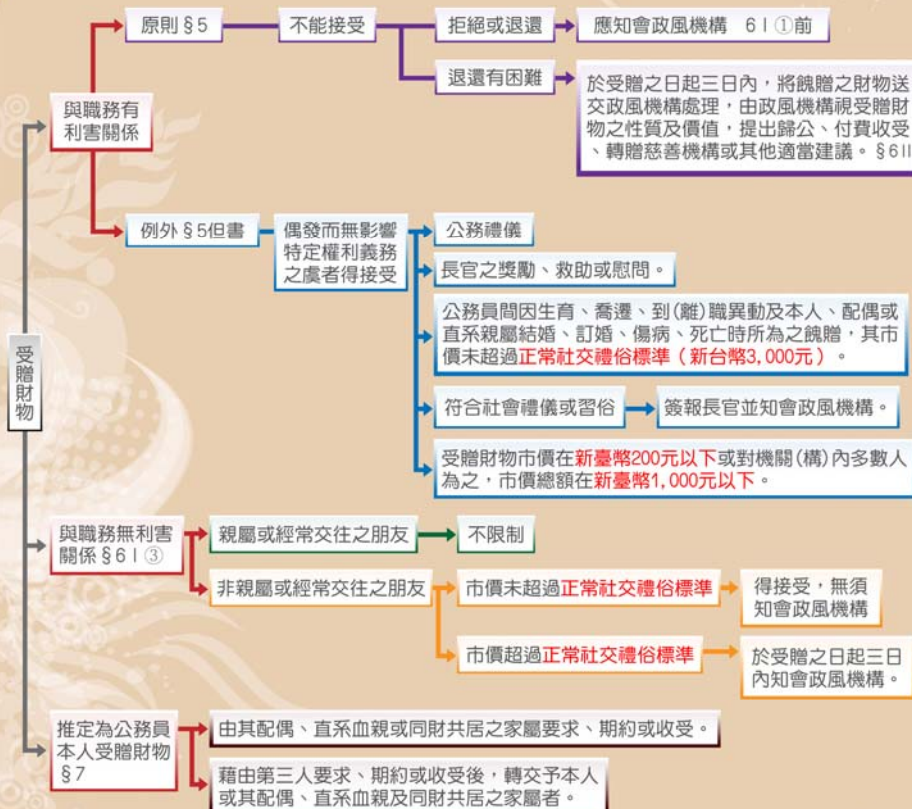 受贈財物
與職務有
利害關係
原則§5
不能接受
拒絕或退還
應知會政風機構 6Ⅰ①前
退還有困難
於受贈之日起三日內，將餽贈之財物送
交政風機構處理，由政風機構視受贈財
物之性質及價值，提出歸公、付費收受
、轉贈慈善機構或其他適當建議。§6II
例外§5但書
偶發而無影響
特定權利義務
之虞者得接受
公務禮儀
長官之獎勵、救助或慰問。
公務員間因生育、喬遷、到(離)職異動及本人、配偶或
直系親屬結婚、訂婚、傷病、死亡時所為之餽贈，其市
價未超過正常社交禮俗標準（新台幣3,000元）。
符合社會禮儀或習俗
簽報長官並知會政風機構。
受贈財物市價在新臺幣200元以下或對機關(構)內多數人
為之，市價總額在新臺幣1,000元以下。
與職務無利害
關係§6Ⅰ③
親屬或經常交往之朋友
不限制
非親屬或經常交往之朋友
市價未超過正常社交禮俗標準
得接受，無須
知會政風機構
市價超過正常社交禮俗標準
於受贈之日起三日
內知會政風機構。
推定為公務員
本人受贈財物
§7
由其配偶、直系血親或同財共居之家屬要求、期約或收受。
藉由第三人要求、期約或收受後，轉交予本人
或其配偶、直系血親及同財共居之家屬者。